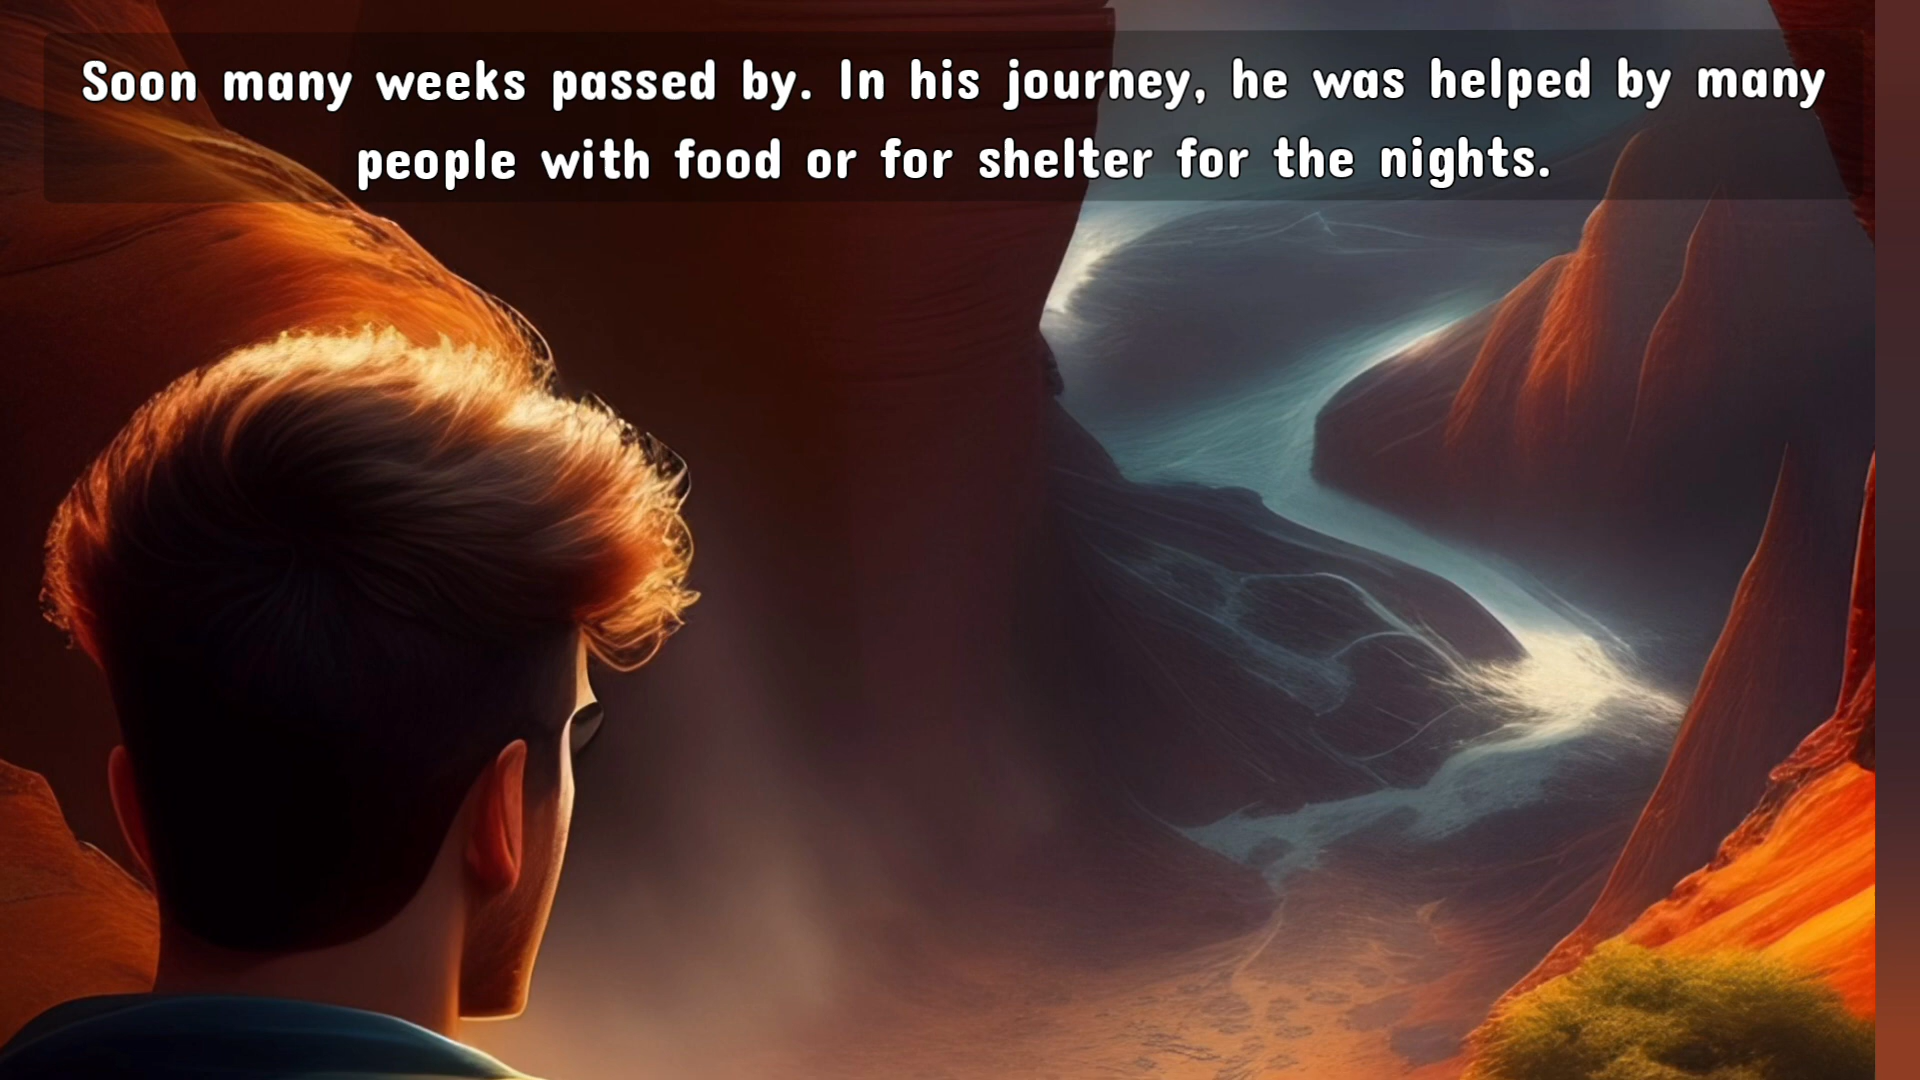 Soon many weeks passed by. In his journey, he was helped by many
people with food or for shelter for the nights.